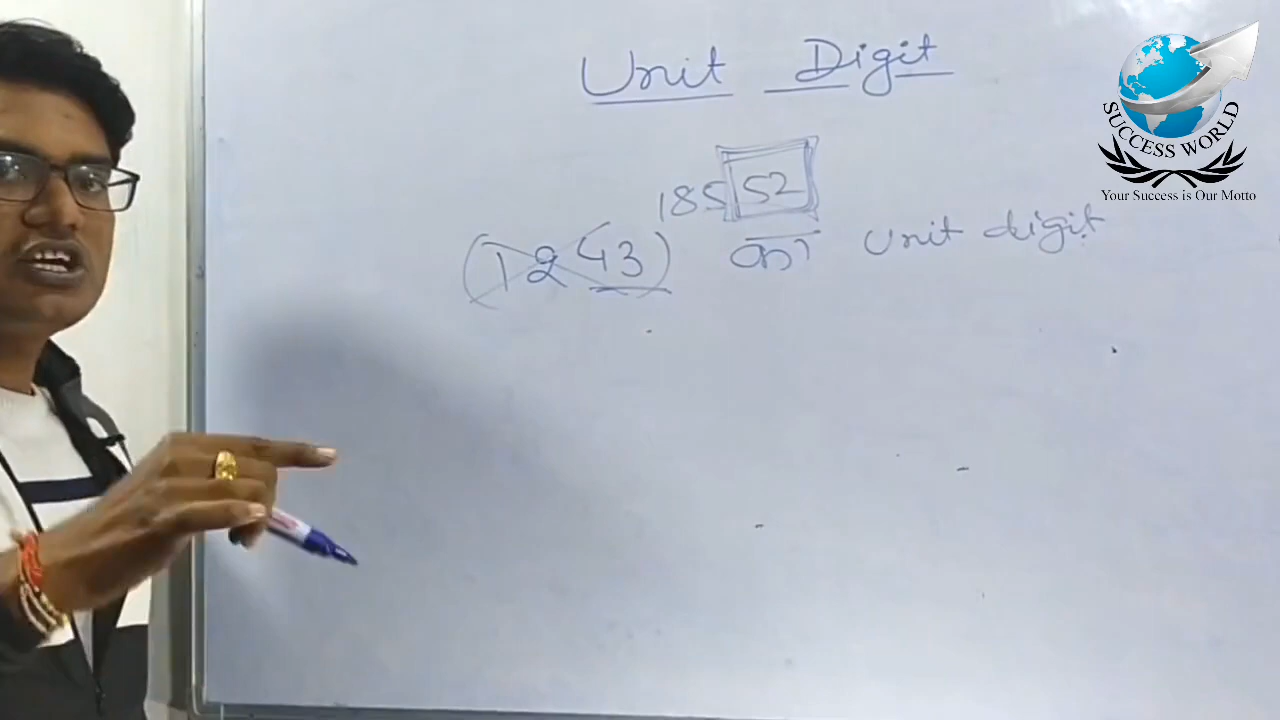 Unit Digit
18552
(1243) का unit digit
SUCCESS WORLD
Your Success is Our Motto